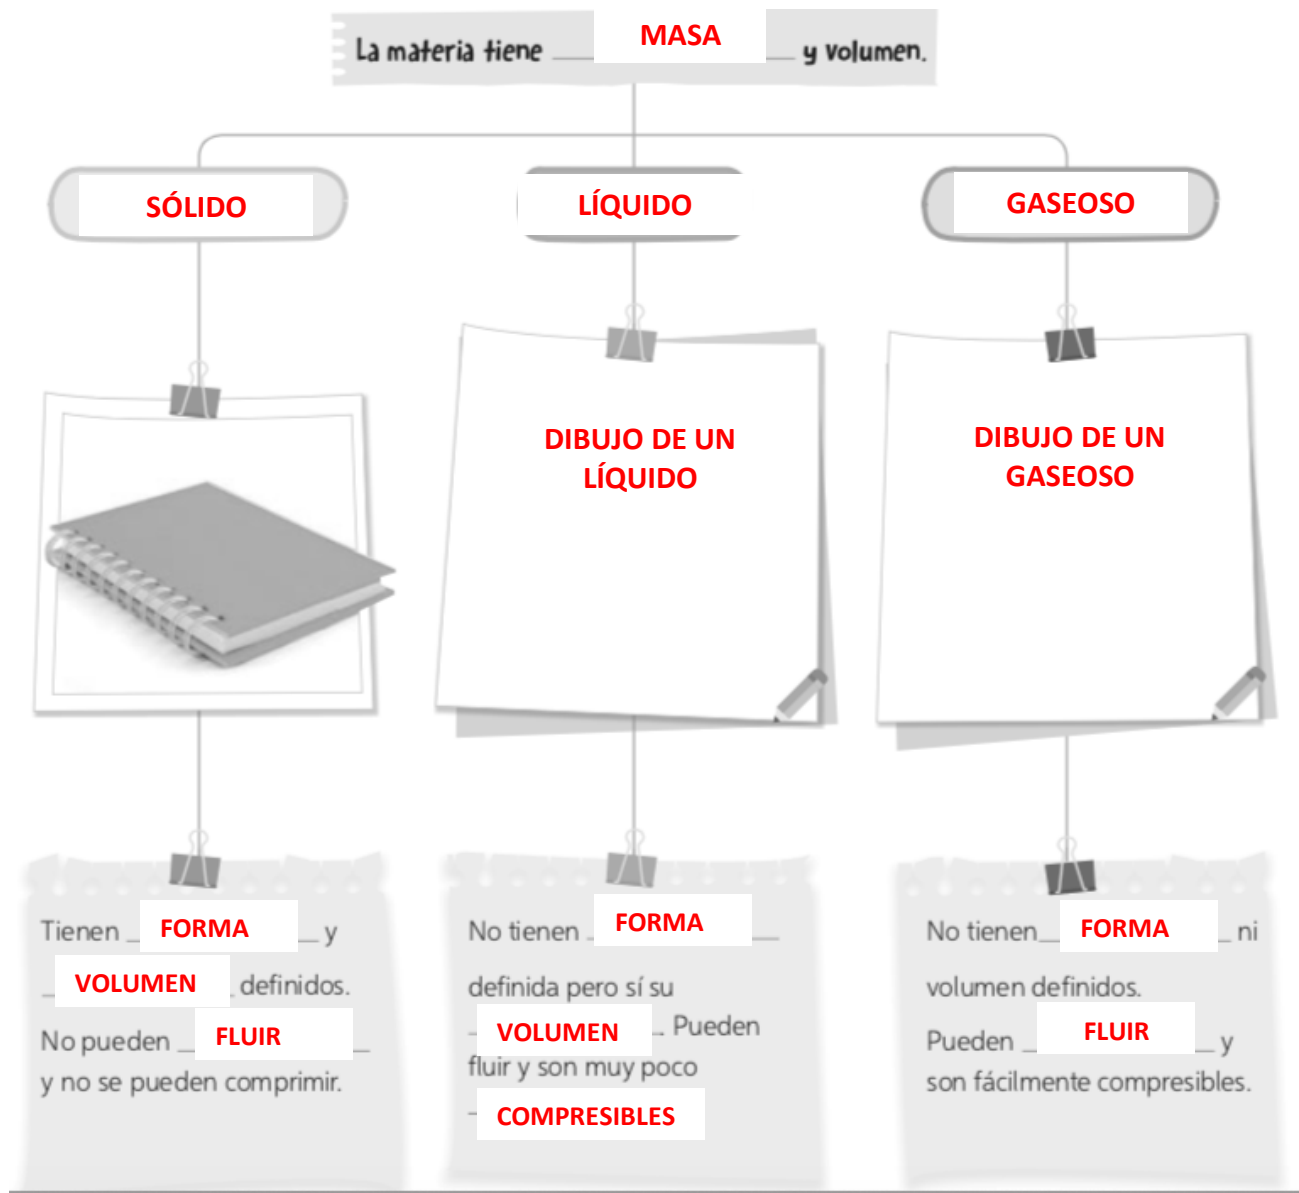 La materia tiene MASA y volumen.
SÓLIDO
LÍQUIDO
GASEOSO
DIBUJO DE UN
LÍQUIDO
DIBUJO DE UN
GASEOSO
Tienen FORMA y
VOLUMEN definidos.
No pueden FLUIR
y no se pueden comprimir.
No tienen FORMA
definida pero sí su
VOLUMEN. Pueden
fluir y son muy poco
COMPRESIBLES
No tienen FORMA ni
volumen definidos.
Pueden FLUIR y
son fácilmente compresibles.